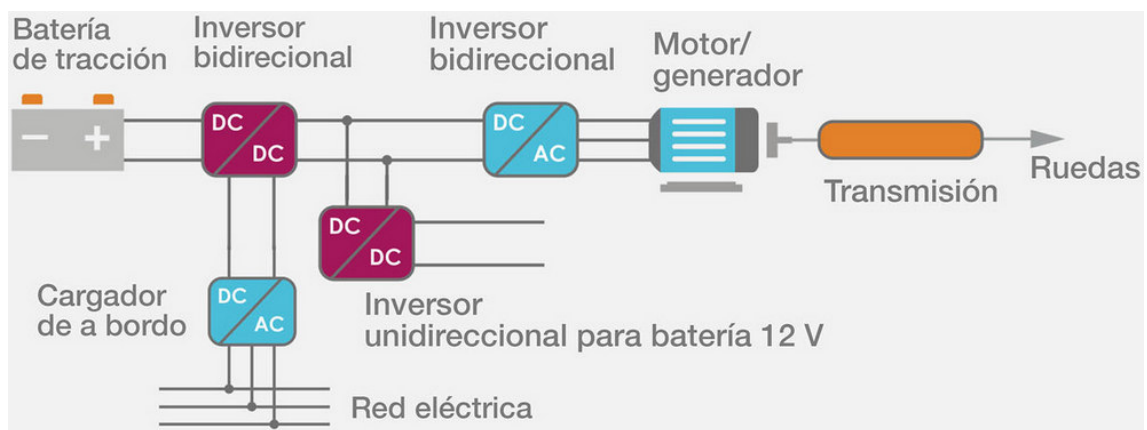 Batería
de tracción
Inversor
bidirecional
Inversor
bidireccional
Motor/
generador
DC
DC
DC
AC
Ruedas
Transmisión
DC
DC
Cargador
de a bordo
DC
AC
Inversor
unidireccional para batería 12 V
Red eléctrica